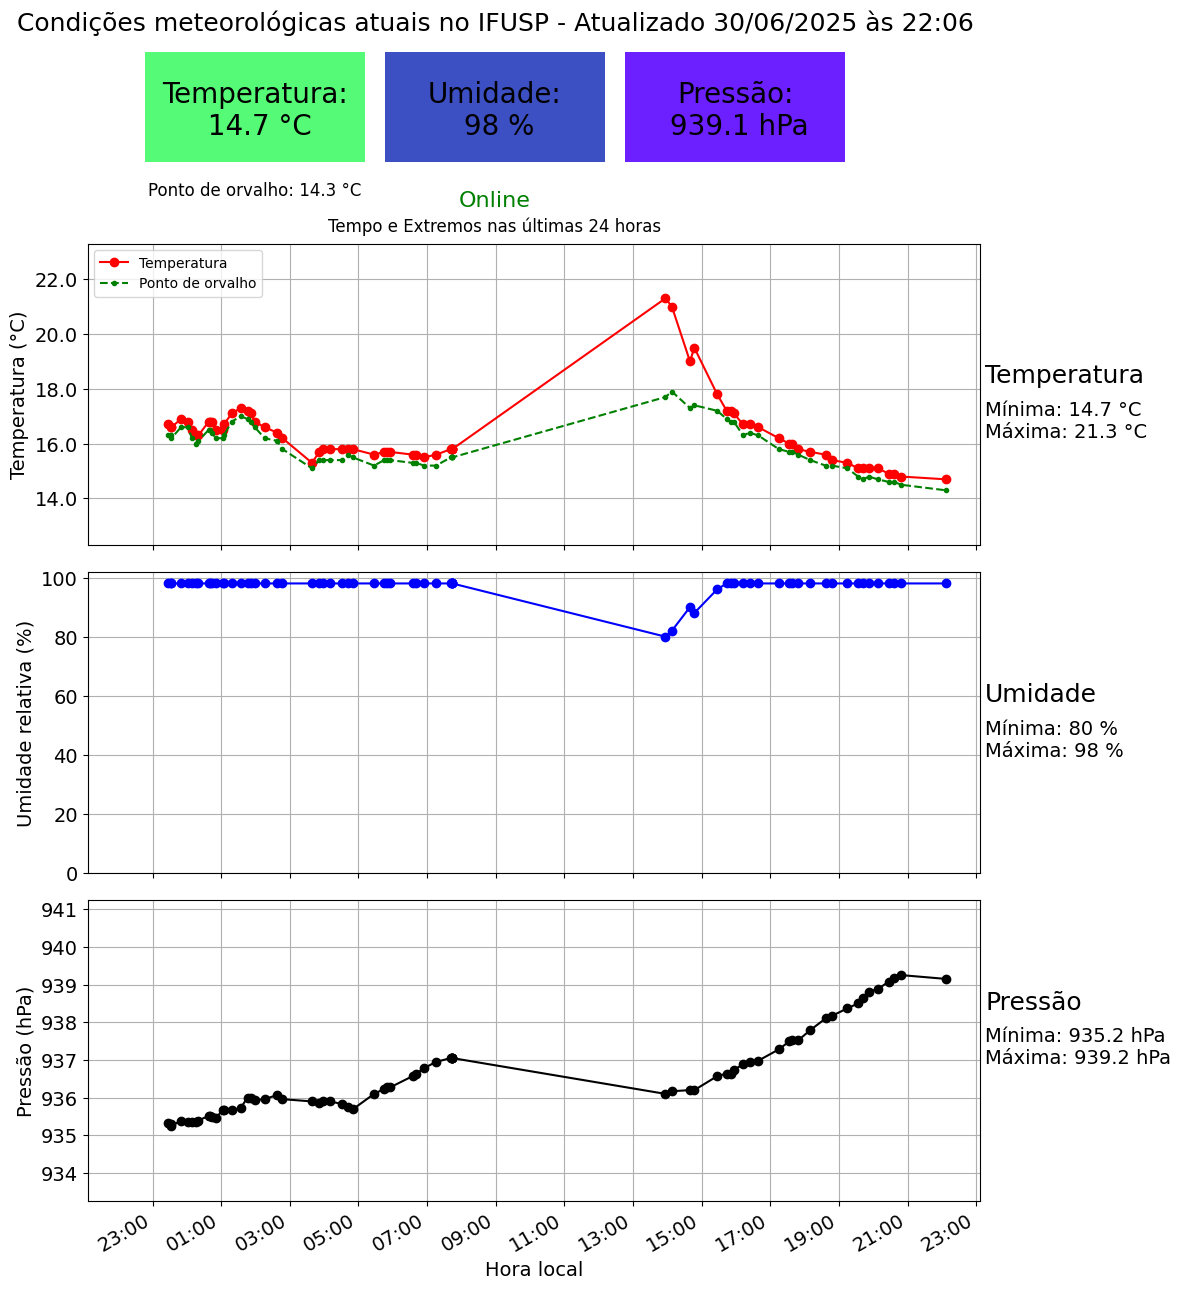 Condições meteorológicas atuais no IFUSP - Atualizado 30/06/2025 às 22:06
Temperatura:
14.7 °C
Umidade:
98 %
Pressão:
939.1 hPa
Ponto de orvalho: 14.3 °C
Online
Tempo e Extremos nas últimas 24 horas
Temperatura
Ponto de orvalho
Temperatura (°C)
22.0
20.0
18.0
16.0
14.0
Temperatura
Mínima: 14.7 °C
Máxima: 21.3 °C
Umidade relativa (%)
100
80
60
40
20
0
Umidade
Mínima: 80 %
Máxima: 98 %
Pressão (hPa)
941
940
939
938
937
936
935
934
Pressão
Mínima: 935.2 hPa
Máxima: 939.2 hPa
23:00
01:00
03:00
05:00
07:00
09:00
11:00
13:00
15:00
17:00
19:00
21:00
23:00
Hora local